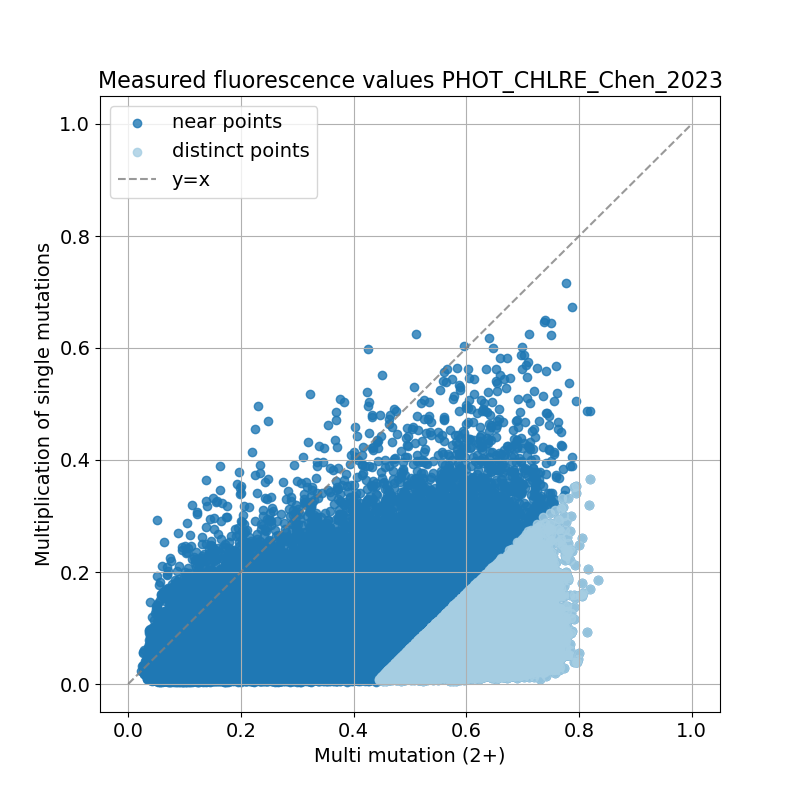 Measured fluorescence values PHOT_CHLRE_Chen_2023
near points
distinct points
y=x
1.0
0.8
0.6
0.4
0.2
0.0
Multiplication of single mutations
0.0 0.2 0.4 0.6 0.8 1.0
Multi mutation (2+)